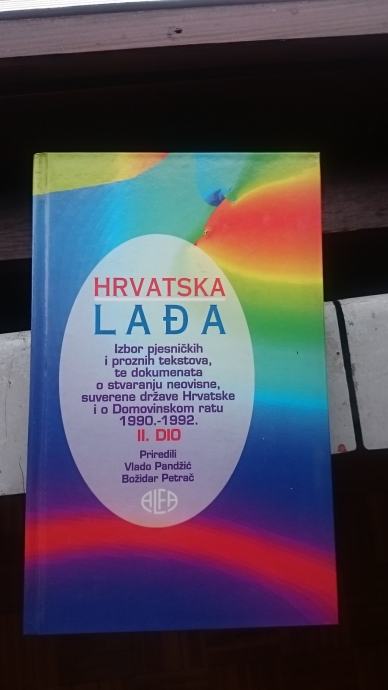 HRVATSKA
LAĐA
Izbor pjesničkih
i proznih tekstova,
te dokumenata
o stvaranju neovisne,
suverene države Hrvatske
i o Domovinskom ratu
1990.-1992.
II. DIO
Priredili
Vlado Pandžić
Božidar Petrač
ALFA